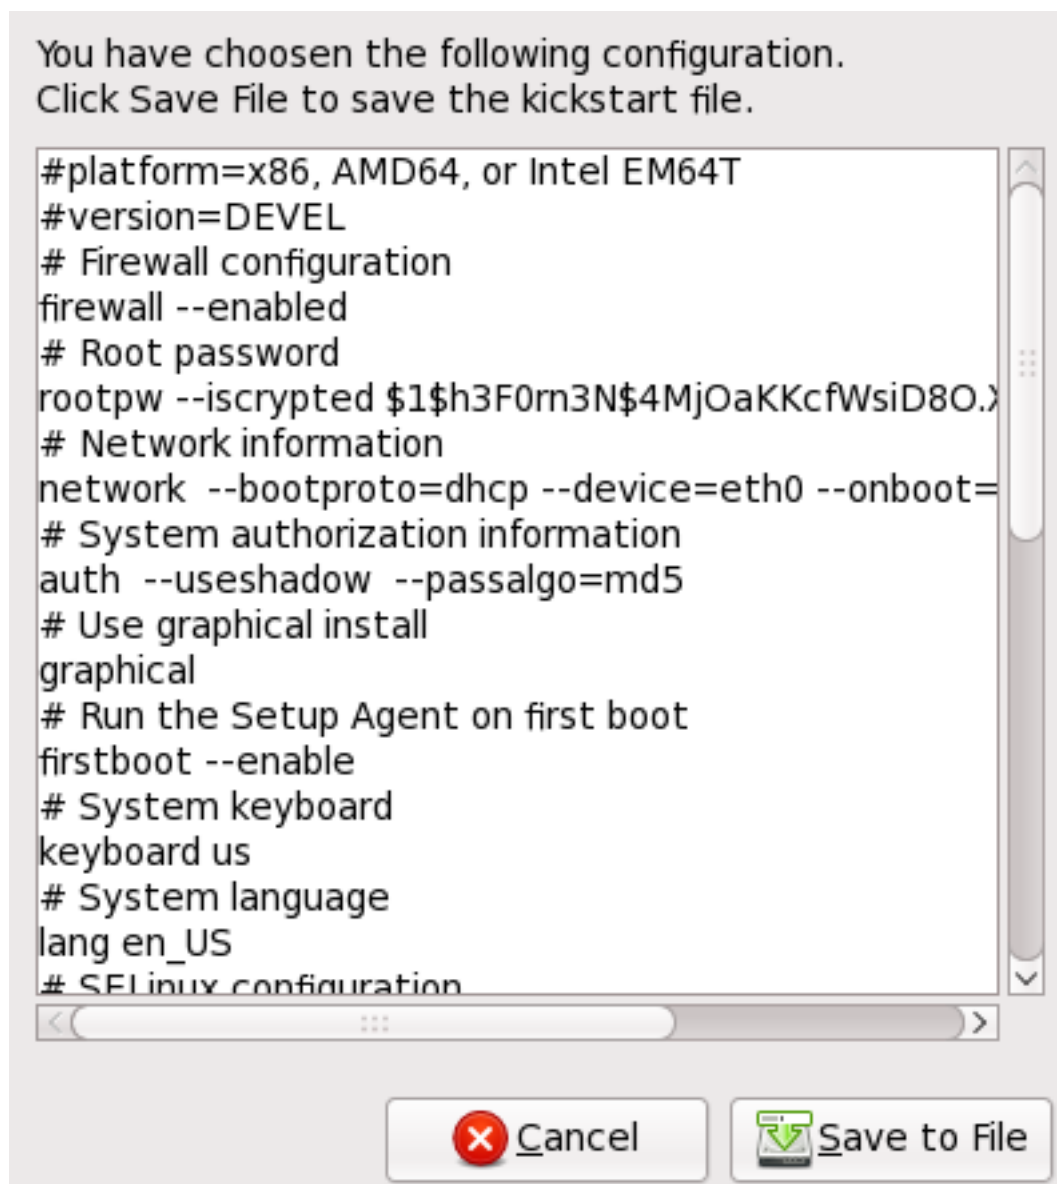 You have choosen the following configuration.
Click Save File to save the kickstart file.
#platform=x86, AMD64, or Intel EM64T
#version=DEVEL
# Firewall configuration
firewall --enabled
# Root password
rootpw --iscrypted $1$h3F0rn3N$4MjOaKKcfWsiD8O.X
# Network information
network  --bootproto=dhcp --device=eth0 --onboot=
# System authorization information
auth  --useshadow  --passalgo=md5
# Use graphical install
graphical
# Run the Setup Agent on first boot
firstboot --enable
# System keyboard
keyboard us
# System language
lang en_US
# SELinux configuration
Cancel
Save to File